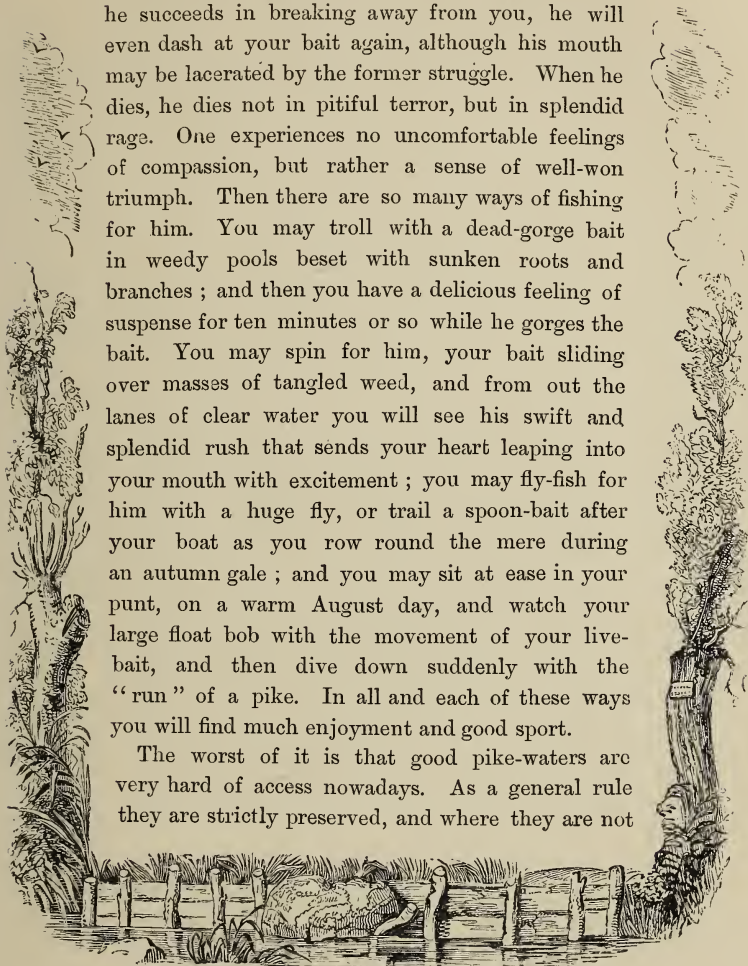 he succeeds in breaking away from you, he will
even dash at your bait again, although his mouth
may be lacerated by the former struggle. When he
dies, he dies not in pitiful terror, but in splendid
rage. One experiences no uncomfortable feelings
of compassion, but rather a sense of well-won
triumph. Then there are so many ways of fishing
for him. You may troll with a dead-gorge bait
in weedy pools beset with sunken roots and
branches ; and then you have a delicious feeling of
suspense for ten minutes or so while he gorges the
bait. You may spin for him, your bait sliding
over masses of tangled weed, and from out the
lanes of clear water you will see his swift and
splendid rush that sends your heart leaping into
your mouth with excitement ; you may fly-fish for
him with a huge fly, or trail a spoon-bait after
your boat as you row round the mere during
an autumn gale ; and you may sit at ease in your
punt, on a warm August day, and watch your
large float bob with the movement of your live-
bait, and then dive down suddenly with the
“run” of a pike. In all and each of these ways
you will find much enjoyment and good sport.
The worst of it is that good pike-waters are
very hard of access nowadays. As a general rule
they are strictly preserved, and where they are not